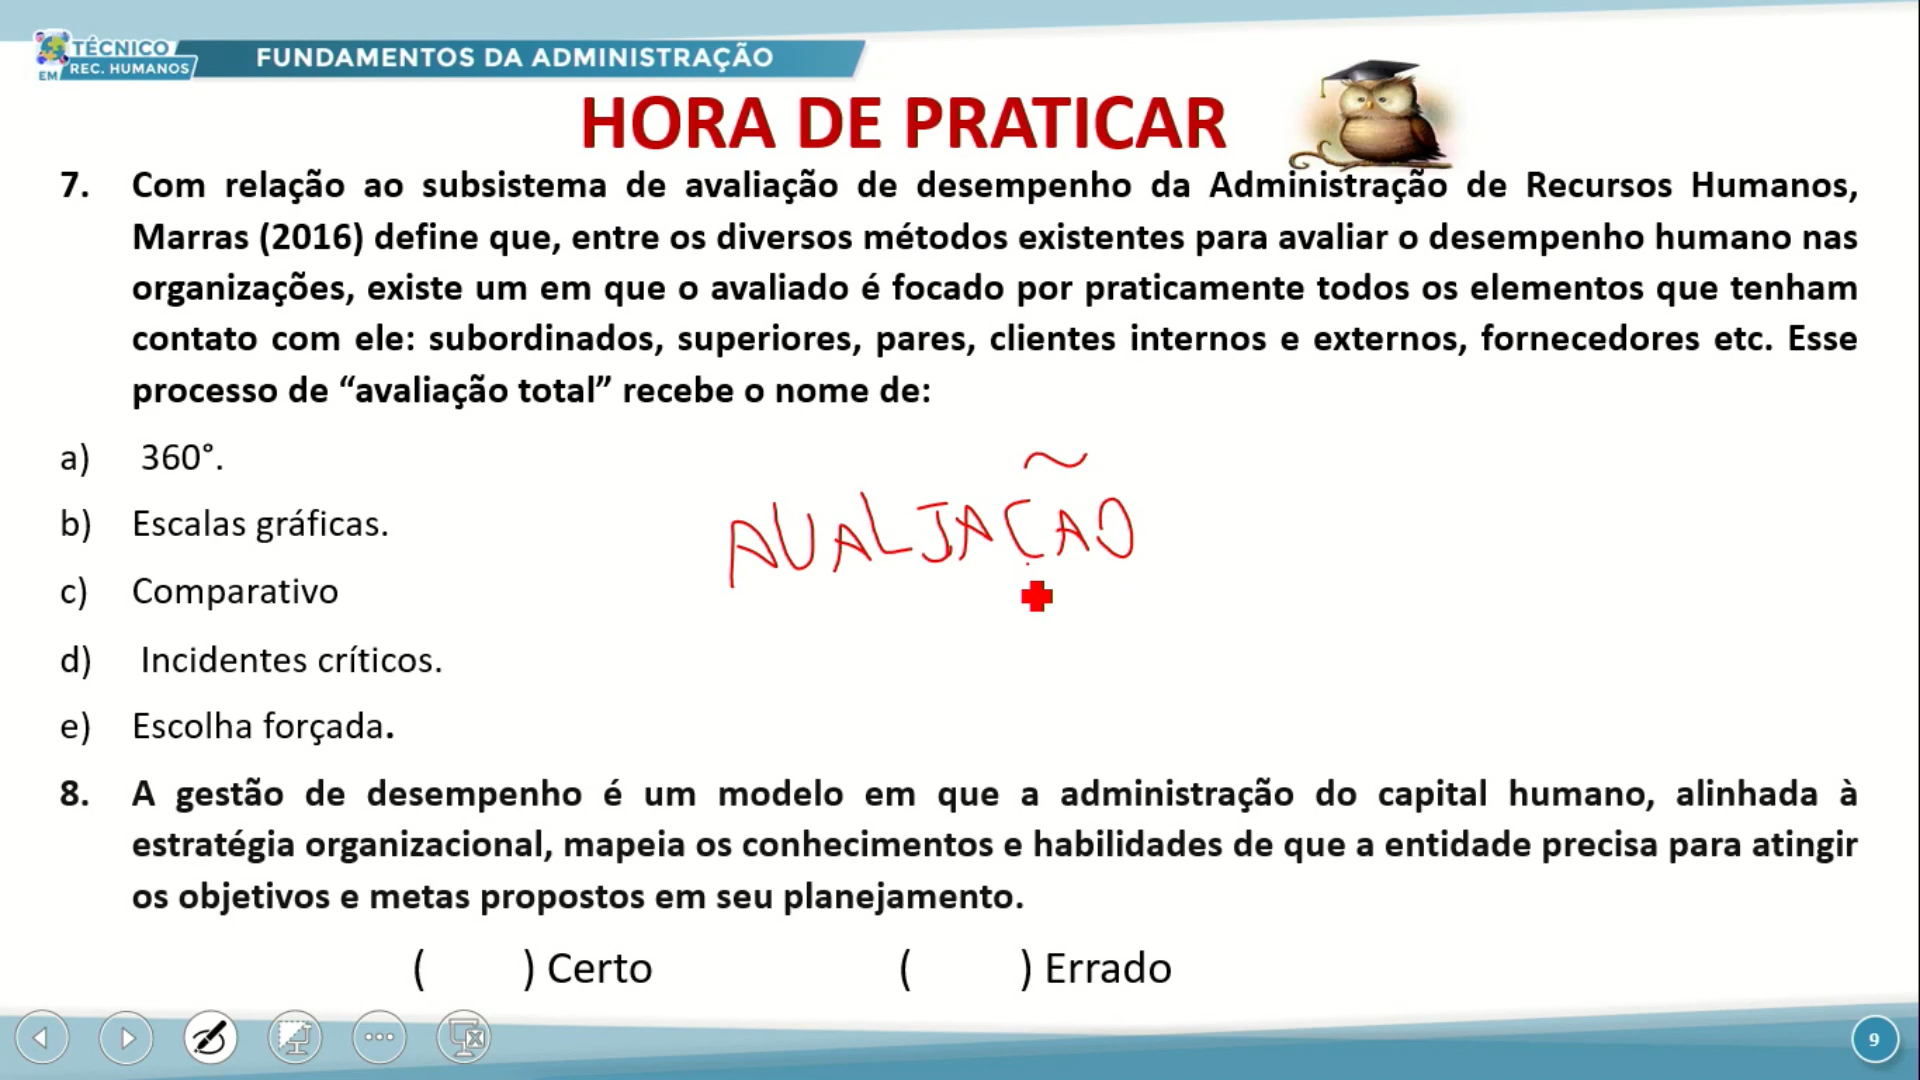 TÉCNICO
EM REC. HUMANOS
FUNDAMENTOS DA ADMINISTRAÇÃO
HORA DE PRATICAR
7. Com relação ao subsistema de avaliação de desempenho da Administração de Recursos Humanos,
Marras (2016) define que, entre os diversos métodos existentes para avaliar o desempenho humano nas
organizações, existe um em que o avaliado é focado por praticamente todos os elementos que tenham
contato com ele: subordinados, superiores, pares, clientes internos e externos, fornecedores etc. Esse
processo de “avaliação total” recebe o nome de:
a) 360°.
b) Escalas gráficas.
AVALIAÇÃO
c) Comparativo
d) Incidentes críticos.
e) Escolha forçada.
8. A gestão de desempenho é um modelo em que a administração do capital humano, alinhada à
estratégia organizacional, mapeia os conhecimentos e habilidades de que a entidade precisa para atingir
os objetivos e metas propostos em seu planejamento.
( ) Certo ( ) Errado
9